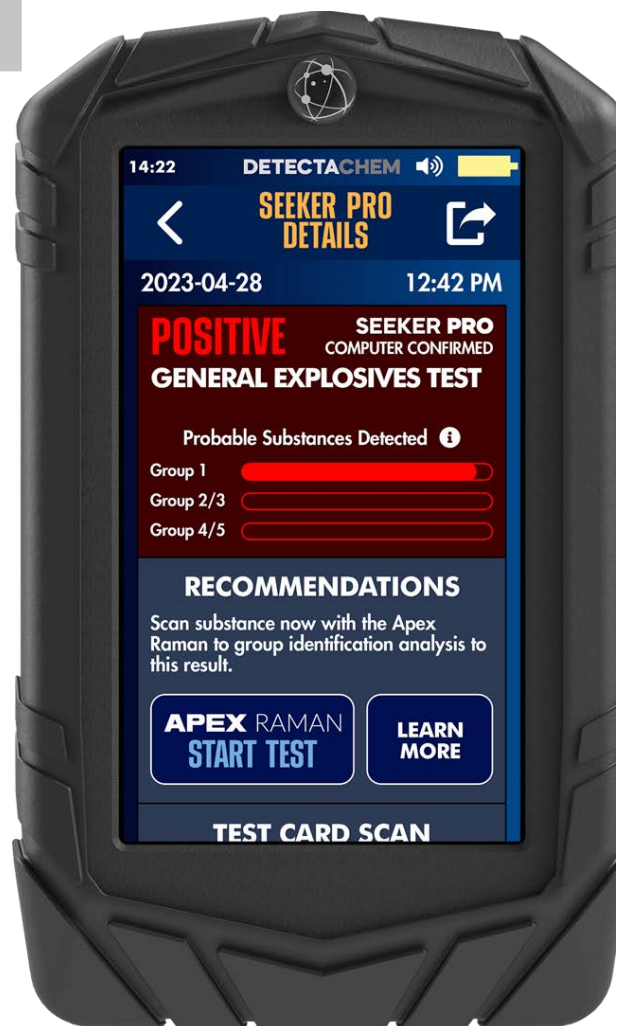 14:22 DETECTACHEM
SEEKER PRO
DETAILS
2023-04-28 12:42 PM
POSITIVE SEEKER PRO
COMPUTER CONFIRMED
GENERAL EXPLOSIVES TEST
Probable Substances Detected i
Group 1
Group 2/3
Group 4/5
RECOMMENDATIONS
Scan substance now with the Apex
Raman to group identification analysis to
this result.
APEX RAMAN
START TEST
LEARN
MORE
TEST CARD SCAN